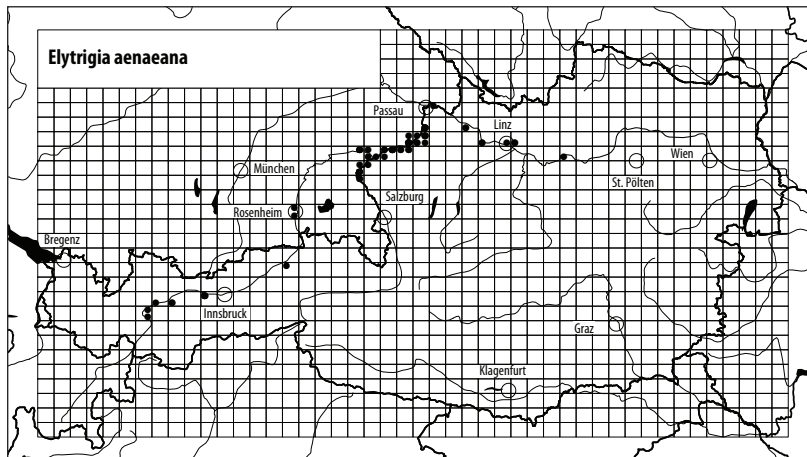 Elytrigia aenaeana
Passau
Linz
Wien
München
St. Pölten
Salzburg
Rosenheim
Bregenz
Innsbruck
Graz
Klagenfurt